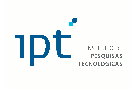 ipt
INSTITUTO DE
PESQUISAS
TECNOLÓGICAS